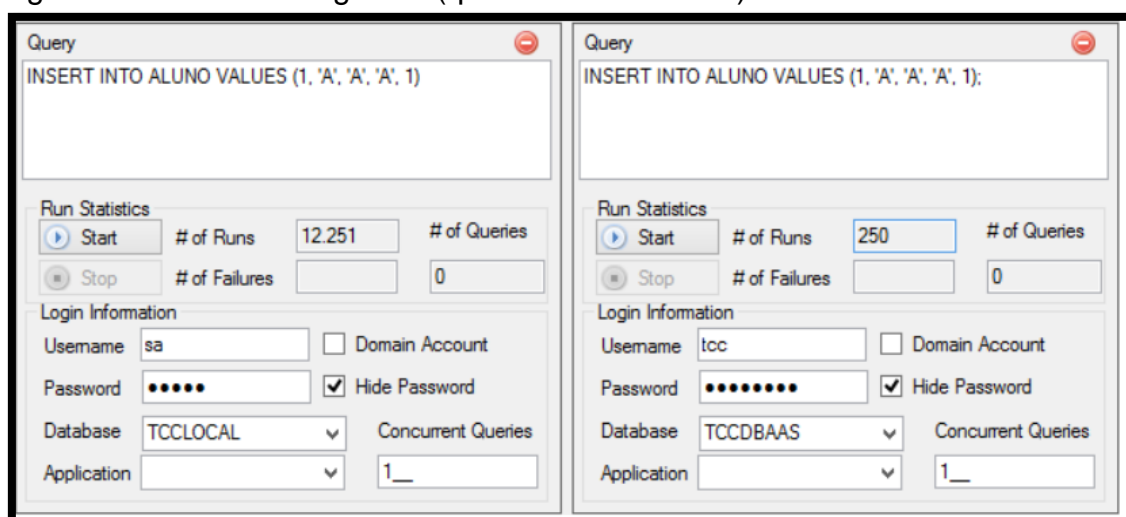 Query
INSERT INTO ALUNO VALUES (1, 'A', 'A', 'A', 1)
Run Statistics
Start # of Runs 12.251 # of Queries
Stop # of Failures 0
Login Information
Username sa Domain Account
Password ●●●●● Hide Password
Database TCCLOCAL Concurrent Queries
Application 1__
Query
INSERT INTO ALUNO VALUES (1, 'A', 'A', 'A', 1);
Run Statistics
Start # of Runs 250 # of Queries
Stop # of Failures 0
Login Information
Username tcc Domain Account
Password ●●●●●●●● Hide Password
Database TCCDBAAS Concurrent Queries
Application 1__